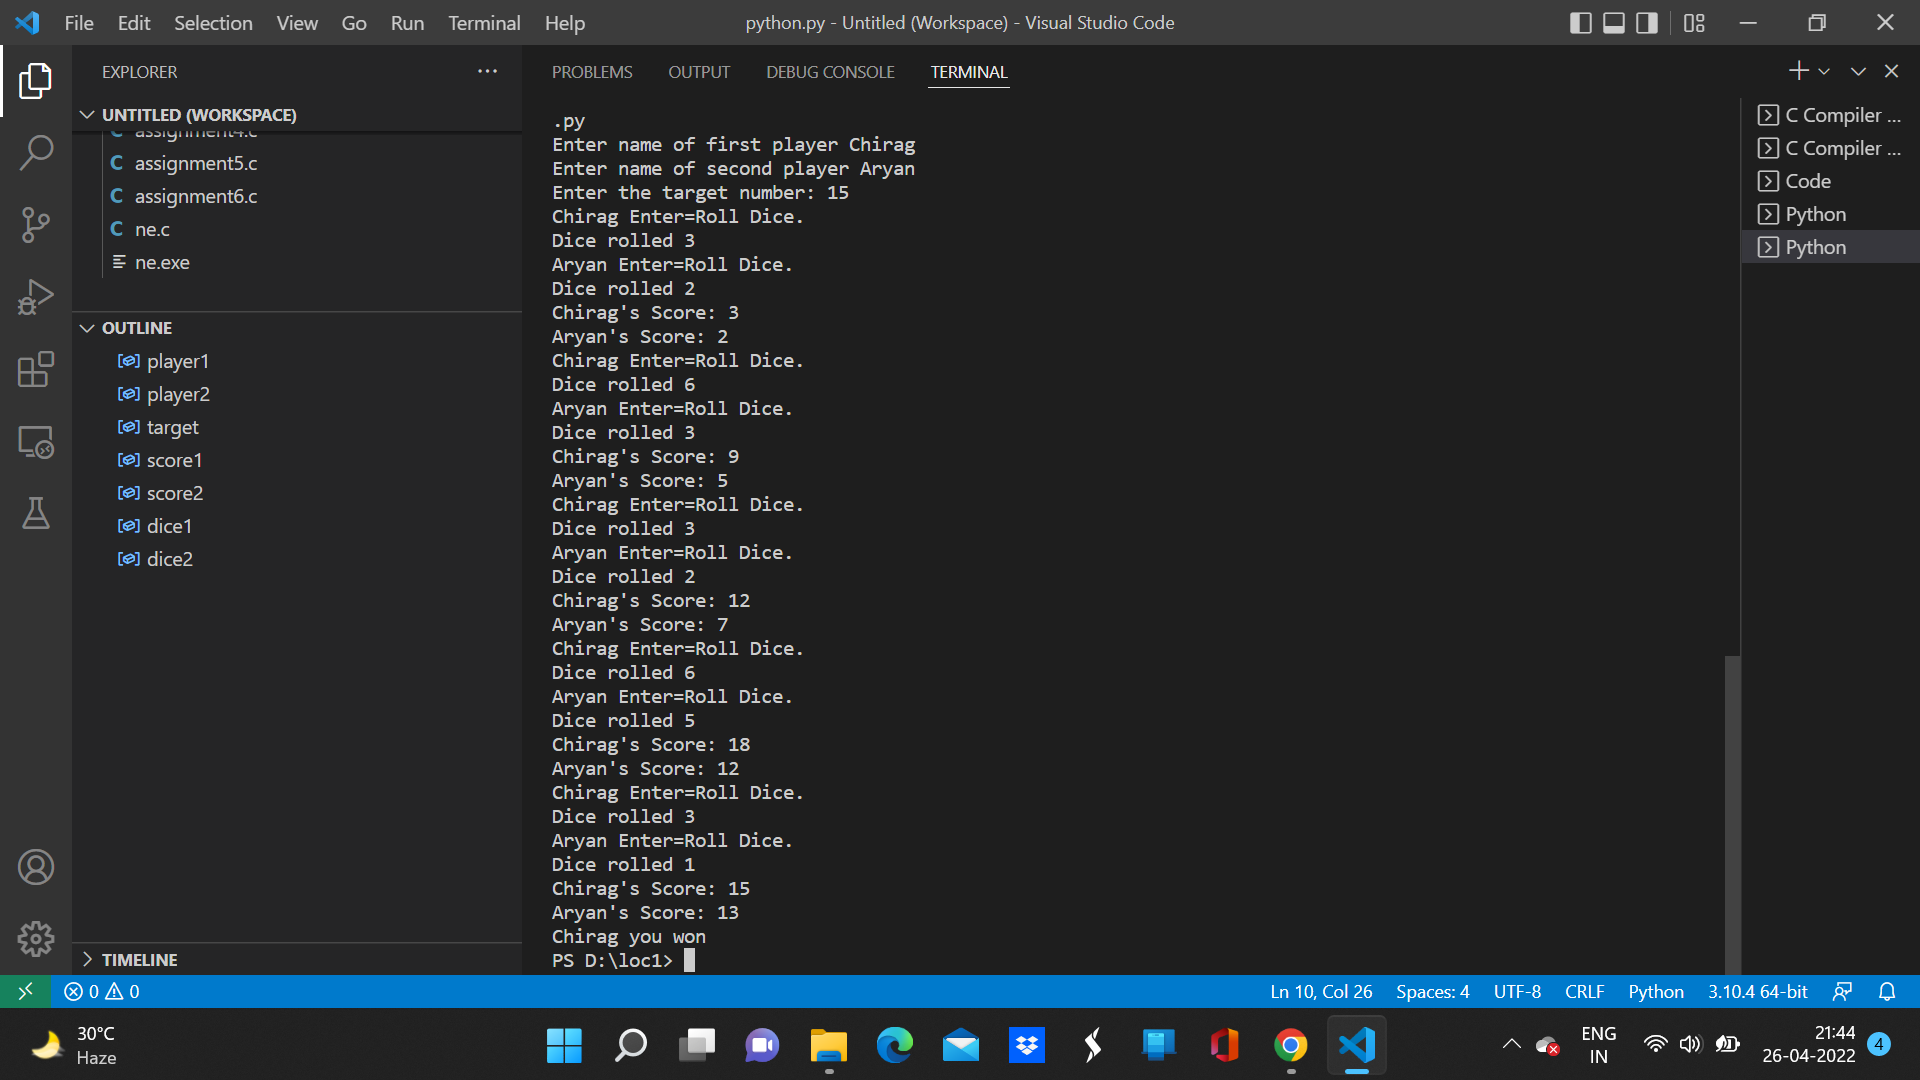 File Edit Selection View Go Run Terminal Help python.py - Untitled (Workspace) - Visual Studio Code
EXPLORER
UNTITLED (WORKSPACE)
assignment4.c
assignment5.c
assignment6.c
ne.c
ne.exe
OUTLINE
player1
player2
target
score1
score2
dice1
dice2
TIMELINE
PROBLEMS OUTPUT DEBUG CONSOLE TERMINAL
.py
Enter name of first player Chirag
Enter name of second player Aryan
Enter the target number: 15
Chirag Enter=Roll Dice.
Dice rolled 3
Aryan Enter=Roll Dice.
Dice rolled 2
Chirag's Score: 3
Aryan's Score: 2
Chirag Enter=Roll Dice.
Dice rolled 6
Aryan Enter=Roll Dice.
Dice rolled 3
Chirag's Score: 9
Aryan's Score: 5
Chirag Enter=Roll Dice.
Dice rolled 3
Aryan Enter=Roll Dice.
Dice rolled 2
Chirag's Score: 12
Aryan's Score: 7
Chirag Enter=Roll Dice.
Dice rolled 6
Aryan Enter=Roll Dice.
Dice rolled 5
Chirag's Score: 18
Aryan's Score: 12
Chirag Enter=Roll Dice.
Dice rolled 3
Aryan Enter=Roll Dice.
Dice rolled 1
Chirag's Score: 15
Aryan's Score: 13
Chirag you won
PS D:\loc1>
C Compiler ...
C Compiler ...
Code
Python
Python
0 0 Ln 10, Col 26 Spaces: 4 UTF-8 CRLF Python 3.10.4 64-bit
30°C
Haze
ENG
IN
21:44
26-04-2022
4